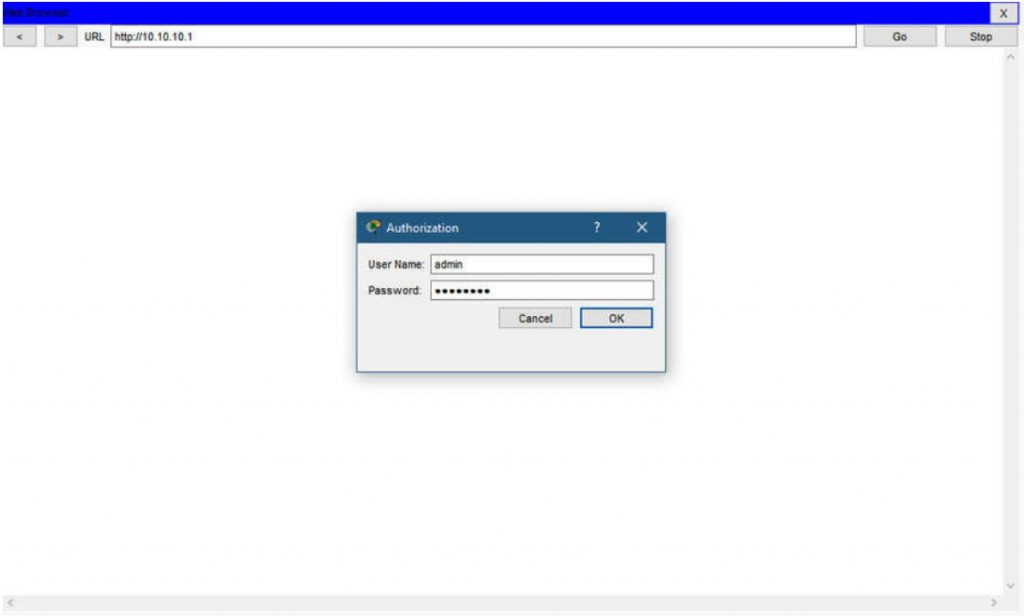 Web Browser X
< > URL http://10.10.10.1 Go Stop
Authorization ?
User Name: admin
Password: ••••••••
Cancel OK